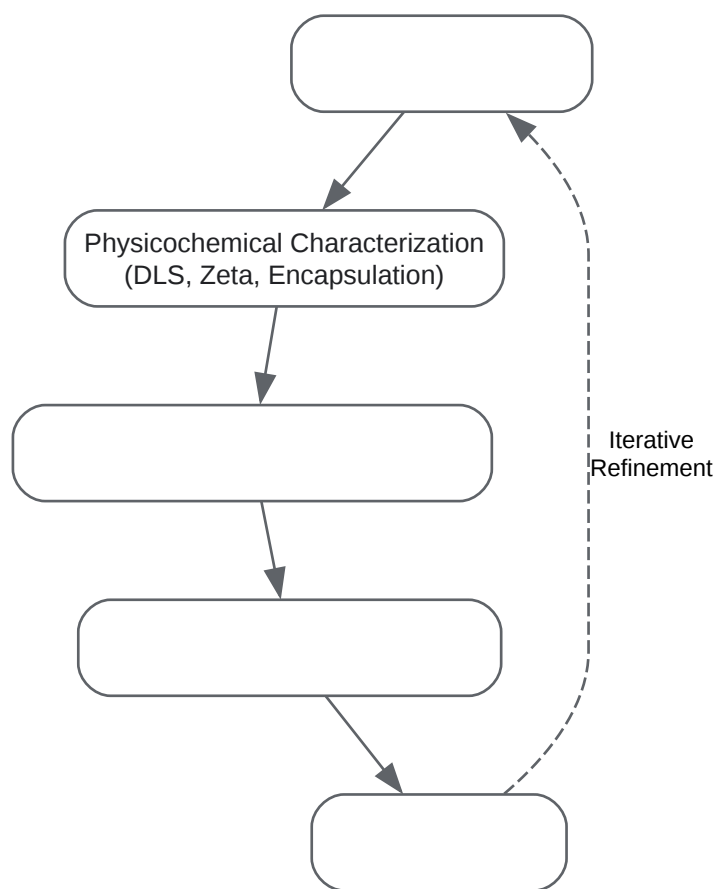 Physicochemical Characterization
(DLS, Zeta, Encapsulation)
Iterative
Refinement